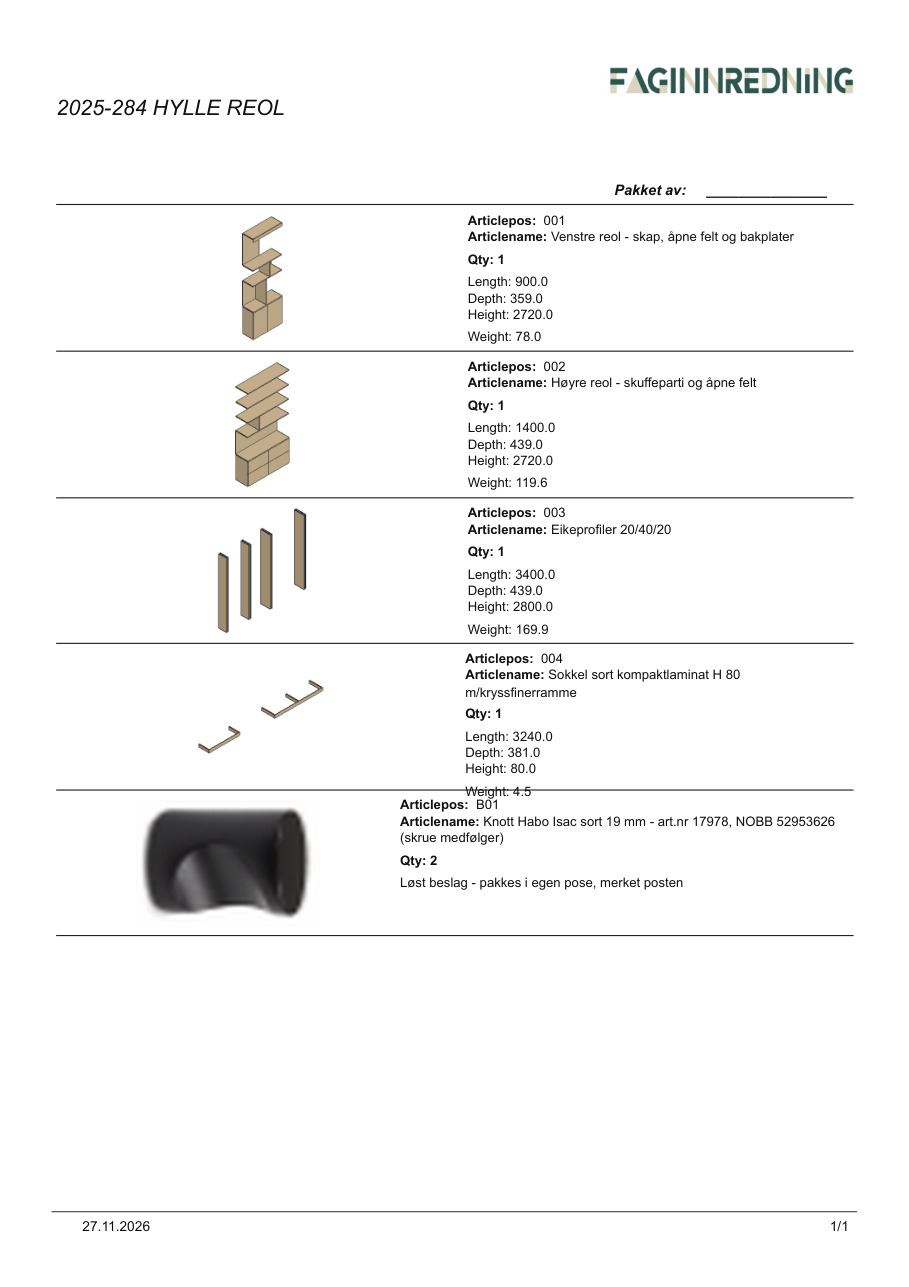 FAGINNREDNING
2025-284 HYLLE REOL
Pakket av: _______________
Articlepos: 001
Articlename: Venstre reol - skap, åpne felt og bakplater
Qty: 1
Length: 900.0
Depth: 359.0
Height: 2720.0
Weight: 78.0
Articlepos: 002
Articlename: Høyre reol - skuffeparti og åpne felt
Qty: 1
Length: 1400.0
Depth: 439.0
Height: 2720.0
Weight: 119.6
Articlepos: 003
Articlename: Eikeprofiler 20/40/20
Qty: 1
Length: 3400.0
Depth: 439.0
Height: 2800.0
Weight: 169.9
Articlepos: 004
Articlename: Sokkel sort kompaktlaminat H 80
m/kryssfinerramme
Qty: 1
Length: 3240.0
Depth: 381.0
Height: 80.0
Weight: 4.5
Articlepos: B01
Articlename: Knott Habo Isac sort 19 mm - art.nr 17978, NOBB 52953626
(skrue medfølger)
Qty: 2
Løst beslag - pakkes i egen pose, merket posten
27.11.2026
1/1